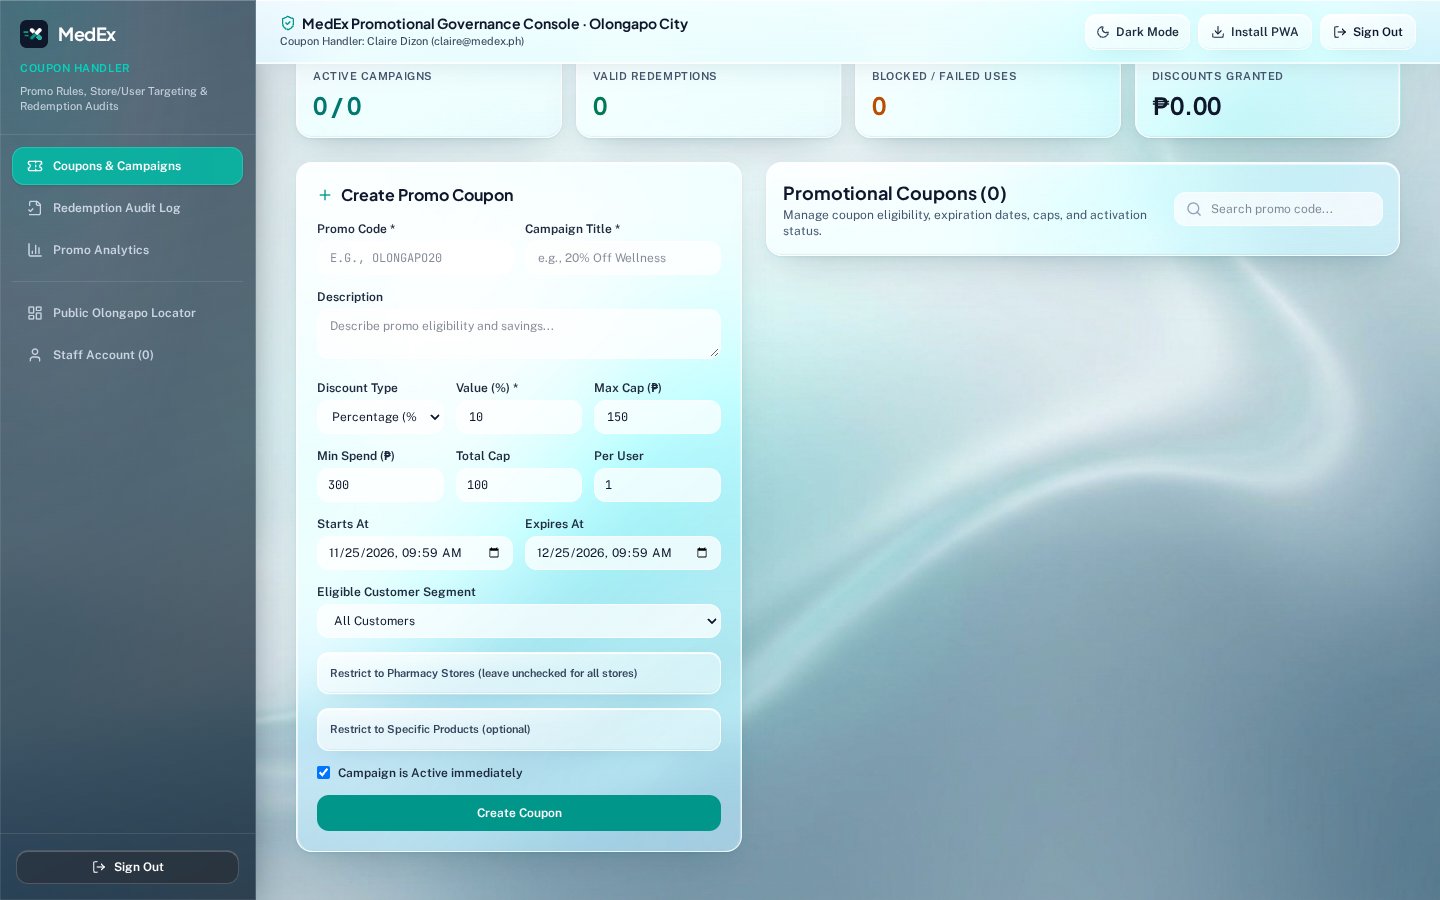 MedEx
COUPON HANDLER
Promo Rules, Store/User Targeting &
Redemption Audits
Coupons & Campaigns
Redemption Audit Log
Promo Analytics
Public Olongapo Locator
Staff Account (0)
Sign Out
MedEx Promotional Governance Console · Olongapo City
Coupon Handler: Claire Dizon (claire@medex.ph)
Dark Mode
Install PWA
Sign Out
ACTIVE CAMPAIGNS
0 / 0
VALID REDEMPTIONS
0
BLOCKED / FAILED USES
0
DISCOUNTS GRANTED
₱0.00
Create Promo Coupon
Promo Code *
Campaign Title *
E.G., OLONGAPO20
e.g., 20% Off Wellness
Description
Describe promo eligibility and savings...
Discount Type
Value (%) *
Max Cap (₱)
Percentage (%
10
150
Min Spend (₱)
Total Cap
Per User
300
100
1
Starts At
Expires At
11/25/2026, 09:59 AM
12/25/2026, 09:59 AM
Eligible Customer Segment
All Customers
Restrict to Pharmacy Stores (leave unchecked for all stores)
Restrict to Specific Products (optional)
Campaign is Active immediately
Create Coupon
Promotional Coupons (0)
Manage coupon eligibility, expiration dates, caps, and activation
status.
Search promo code...